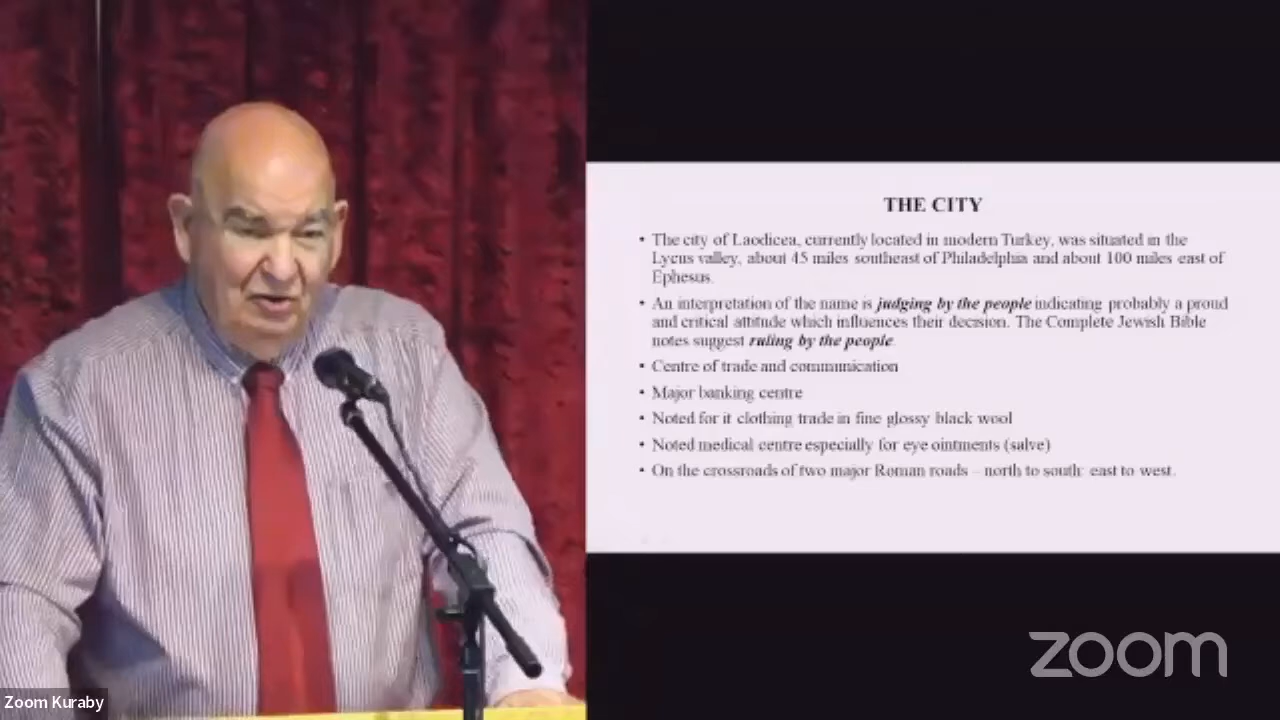 THE CITY
• The city of Laodicea, currently located in modern Turkey, was situated in the
Lycus valley, about 45 miles southeast of Philadelphia and about 100 miles east of
Ephesus.
• An interpretation of the name is judging by the people indicating probably a proud
and critical attitude which influences their decision. The Complete Jewish Bible
notes suggest ruling by the people
• Centre of trade and communication
• Major banking centre
• Noted for it clothing trade in fine glossy black wool
• Noted medical centre especially for eye ointments (salve)
• On the crossroads of two major Roman roads – north to south: east to west.
zoom
Zoom Kuraby